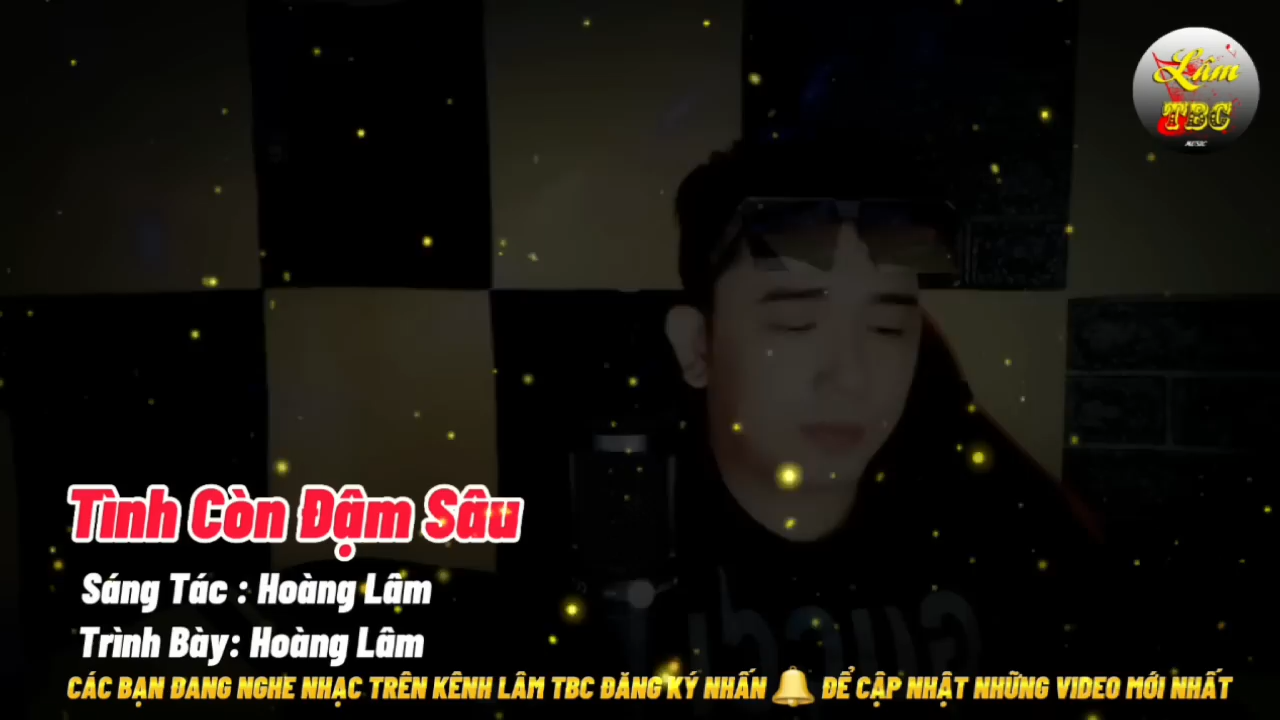 Lâm
TBC
MUSIC
Tình Còn Đậm Sâu
Sáng Tác : Hoàng Lâm
Trình Bày: Hoàng Lâm
CÁC BẠN ĐANG NGHE NHẠC TRÊN KÊNH LÂM TBC ĐĂNG KÝ NHẤN 🔔 ĐỂ CẬP NHẬT NHỮNG VIDEO MỚI NHẤT